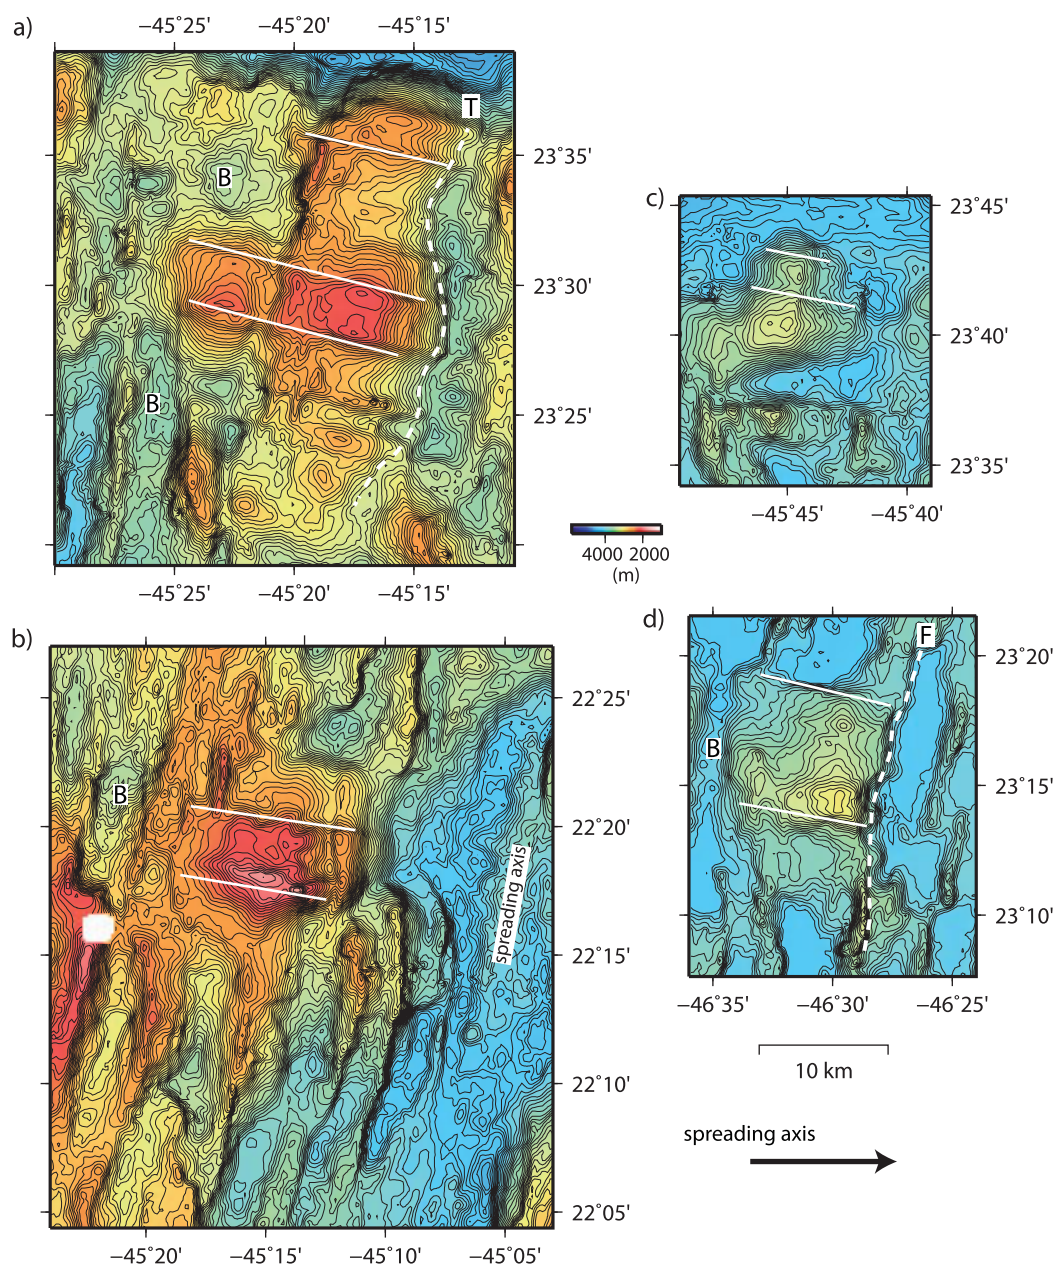 a)
−45˚25' −45˚20' −45˚15'
T
23˚35'
B
23˚30'
B
23˚25'
−45˚25' −45˚20' −45˚15'
c)
23˚45'
23˚40'
23˚35'
−45˚45' −45˚40'
4000 2000
(m)
b)
22˚25'
B
22˚20'
spreading axis
22˚15'
22˚10'
22˚05'
−45˚20' −45˚15' −45˚10' −45˚05'
d)
F
23˚20'
B
23˚15'
23˚10'
−46˚35' −46˚30' −46˚25'
10 km
spreading axis